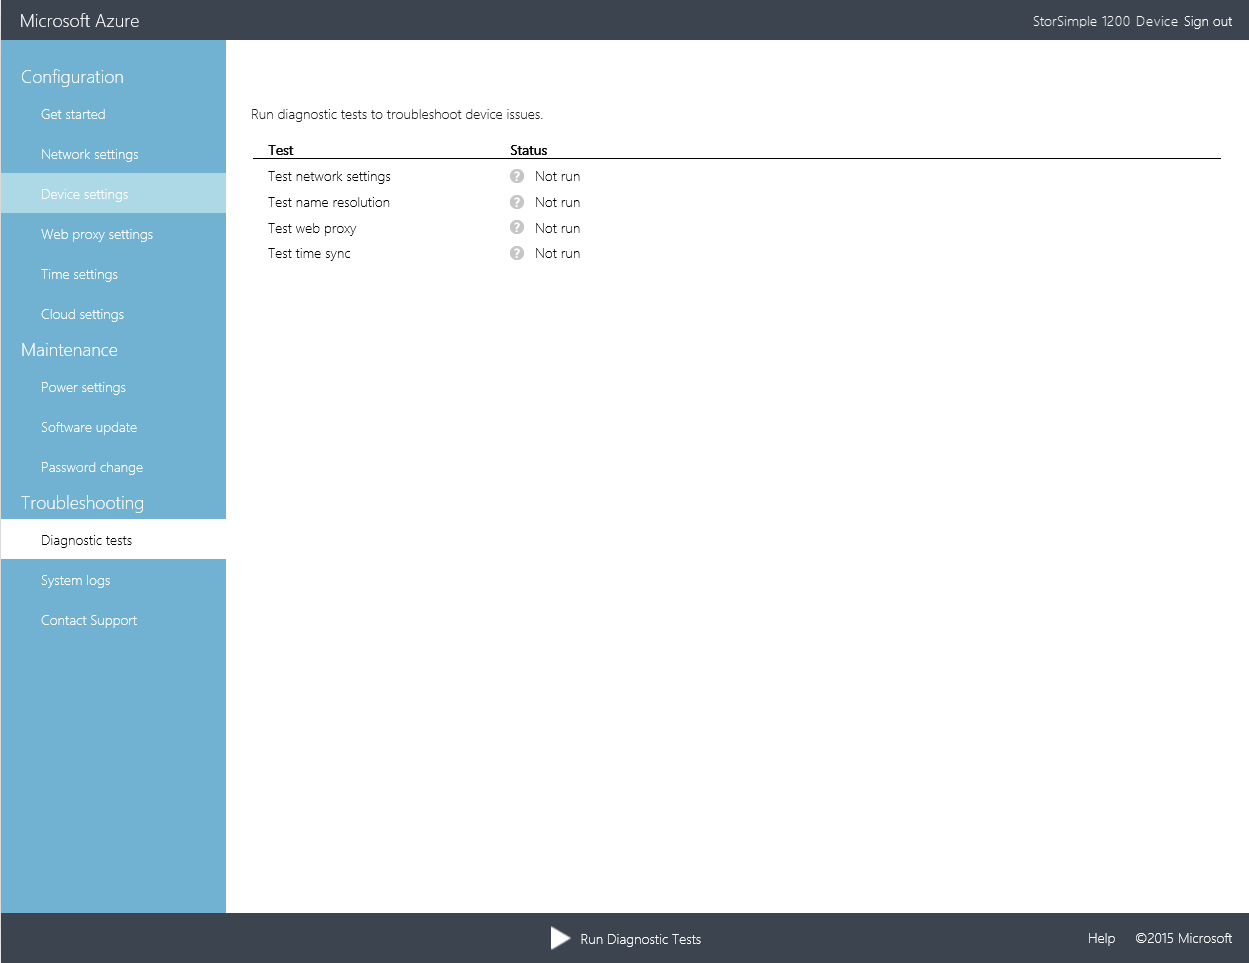 Microsoft Azure
StorSimple 1200 Device Sign out
Configuration
Get started
Network settings
Device settings
Web proxy settings
Time settings
Cloud settings
Maintenance
Power settings
Software update
Password change
Troubleshooting
Diagnostic tests
System logs
Contact Support
Run diagnostic tests to troubleshoot device issues.
Test Status
Test network settings ? Not run
Test name resolution ? Not run
Test web proxy ? Not run
Test time sync ? Not run
Run Diagnostic Tests
Help ©2015 Microsoft